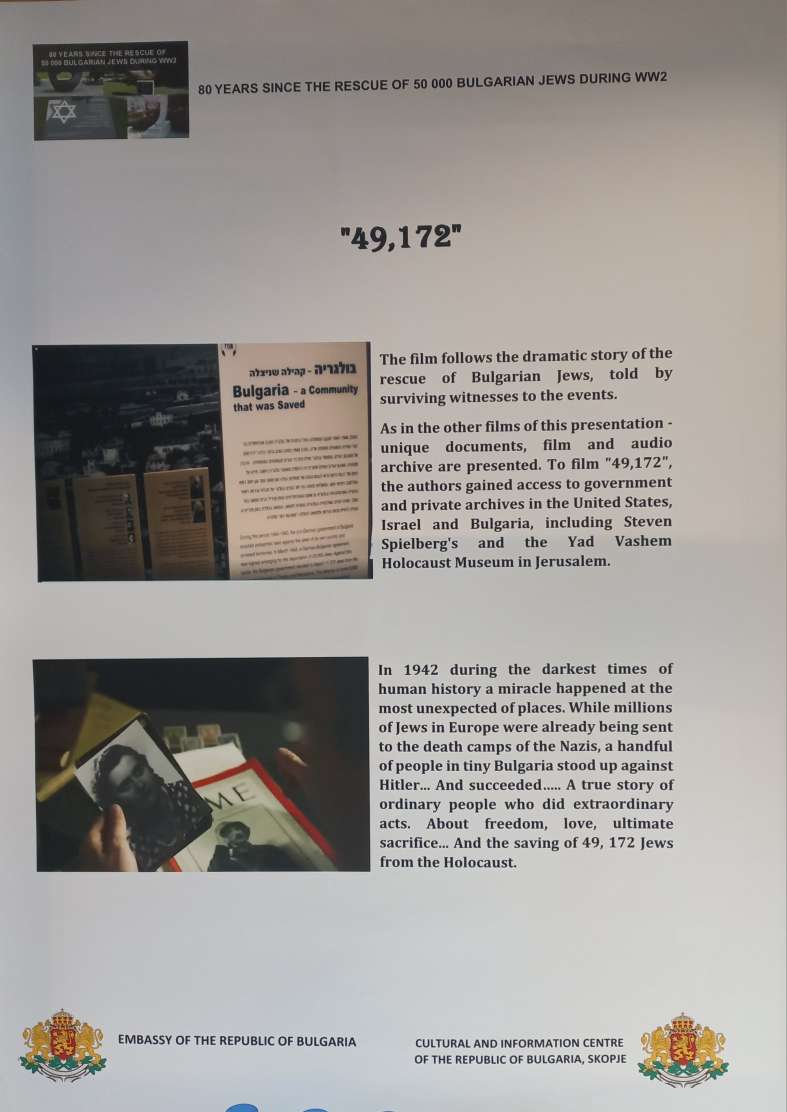 80 YEARS SINCE THE RESCUE OF
50 000 BULGARIAN JEWS DURING WW2
80 YEARS SINCE THE RESCUE OF 50 000 BULGARIAN JEWS DURING WW2
"49,172"
בולגריה - קהילה שניצלה
Bulgaria - a Community
that was Saved
The film follows the dramatic story of the
rescue of Bulgarian Jews, told by
surviving witnesses to the events.
As in the other films of this presentation -
unique documents, film and audio
archive are presented. To film "49,172",
the authors gained access to government
and private archives in the United States,
Israel and Bulgaria, including Steven
Spielberg's and the Yad Vashem
Holocaust Museum in Jerusalem.
ME
In 1942 during the darkest times of
human history a miracle happened at the
most unexpected of places. While millions
of Jews in Europe were already being sent
to the death camps of the Nazis, a handful
of people in tiny Bulgaria stood up against
Hitler... And succeeded..... A true story of
ordinary people who did extraordinary
acts. About freedom, love, ultimate
sacrifice... And the saving of 49, 172 Jews
from the Holocaust.
EMBASSY OF THE REPUBLIC OF BULGARIA
CULTURAL AND INFORMATION CENTRE
OF THE REPUBLIC OF BULGARIA, SKOPJE